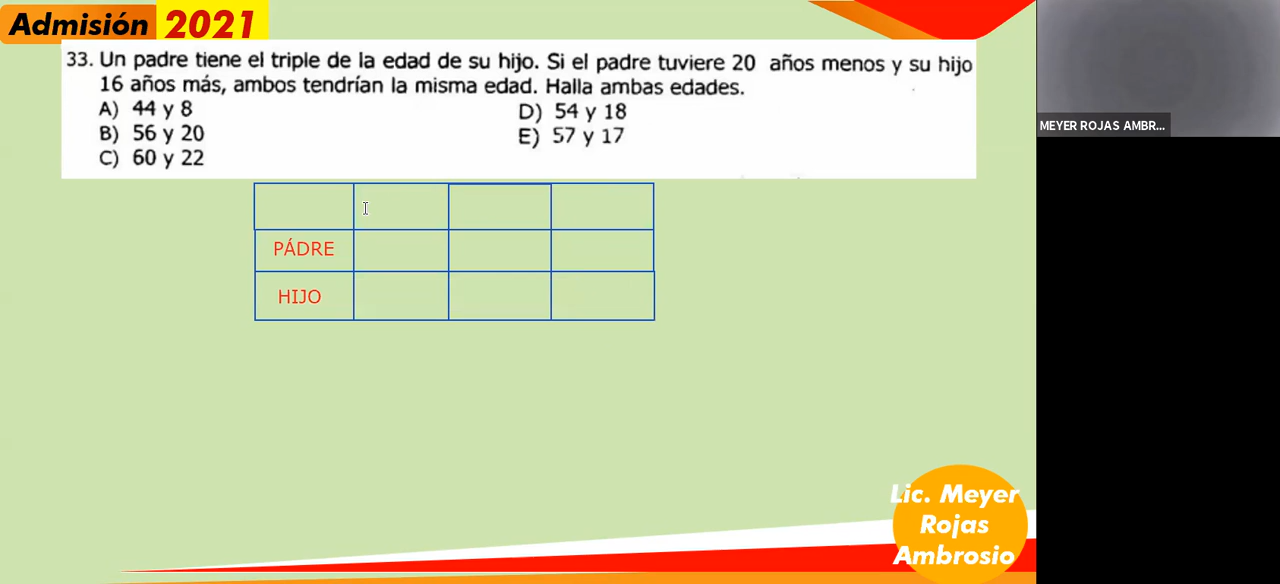 Admisión 2021
33. Un padre tiene el triple de la edad de su hijo. Si el padre tuviere 20 años menos y su hijo
16 años más, ambos tendrían la misma edad. Halla ambas edades.
A) 44 y 8
B) 56 y 20
C) 60 y 22
D) 54 y 18
E) 57 y 17
PÁDRE
HIJO
Lic. Meyer
Rojas
Ambrosio
MEYER ROJAS AMBR...